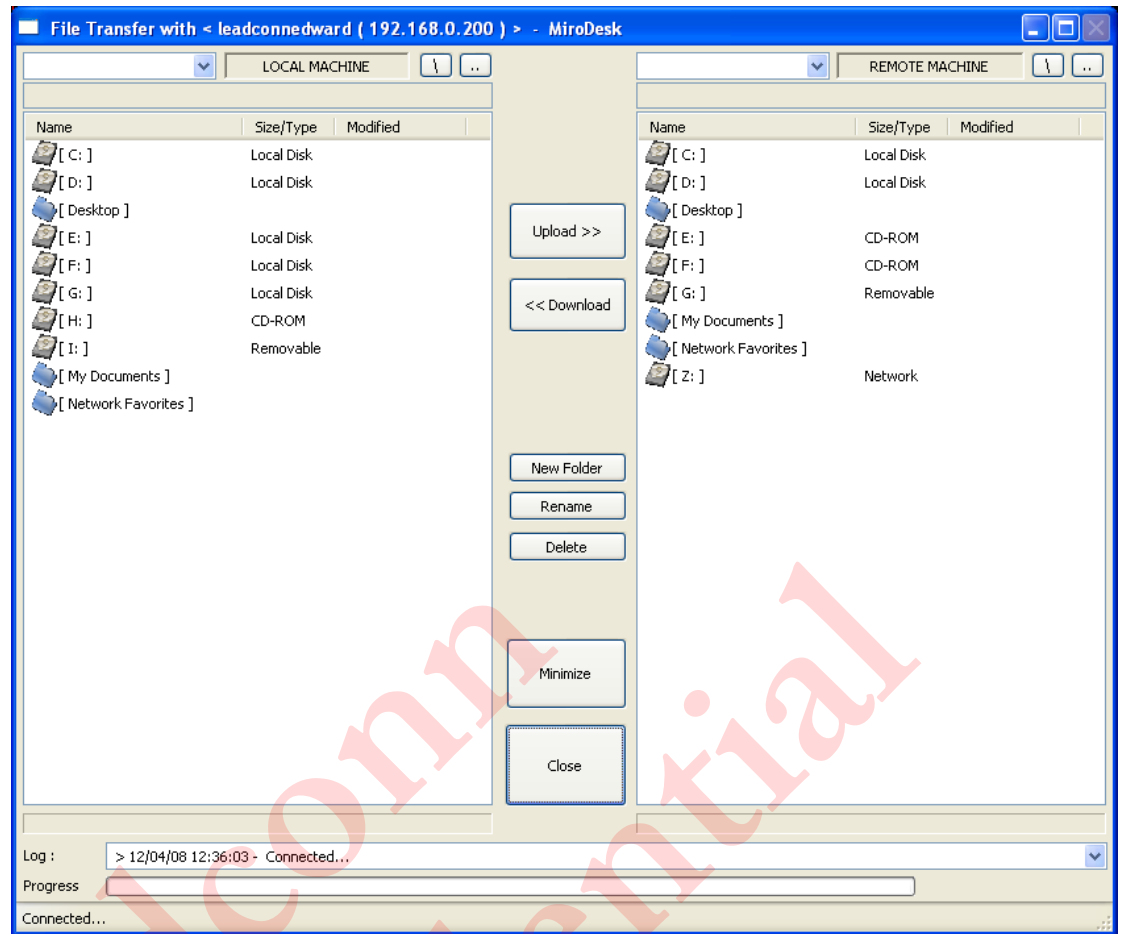 File Transfer with < leadconnedward ( 192.168.0.200 ) > - MiroDesk
LOCAL MACHINE \ ..
Name Size/Type Modified
[ C: ] Local Disk
[ D: ] Local Disk
[ Desktop ]
[ E: ] Local Disk
[ F: ] Local Disk
[ G: ] Local Disk
[ H: ] CD-ROM
[ I: ] Removable
[ My Documents ]
[ Network Favorites ]
Upload >>
<< Download
New Folder
Rename
Delete
Minimize
Close
REMOTE MACHINE \ ..
Name Size/Type Modified
[ C: ] Local Disk
[ D: ] Local Disk
[ Desktop ]
[ E: ] CD-ROM
[ F: ] CD-ROM
[ G: ] Removable
[ My Documents ]
[ Network Favorites ]
[ Z: ] Network
Log : > 12/04/08 12:36:03 - Connected...
Progress
Connected...